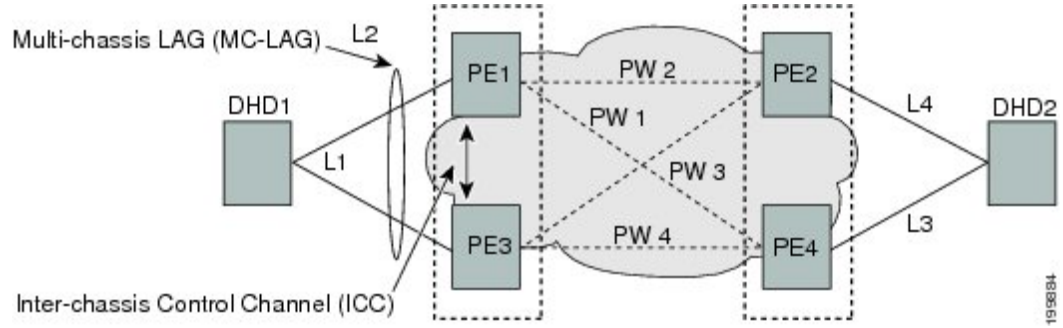 Multi-chassis LAG (MC-LAG)
L2
PE1
PW 2
PE2
DHD1
L1
PW 1
L4
DHD2
PW 3
PE3
PW 4
PE4
L3
Inter-chassis Control Channel (ICC)
199884